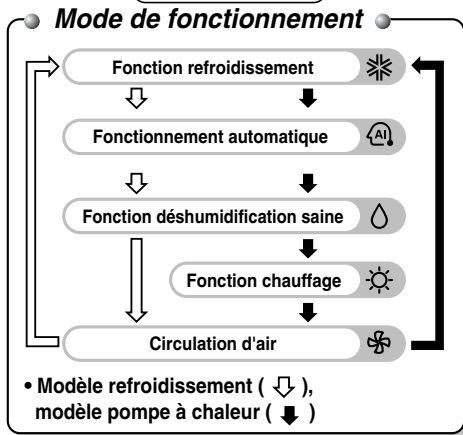 Mode de fonctionnement
Fonction refroidissement
Fonctionnement automatique
AI
Fonction déshumidification saine
Fonction chauffage
Circulation d'air
• Modèle refroidissement ( ⇩ ),
modèle pompe à chaleur ( ⬇ )